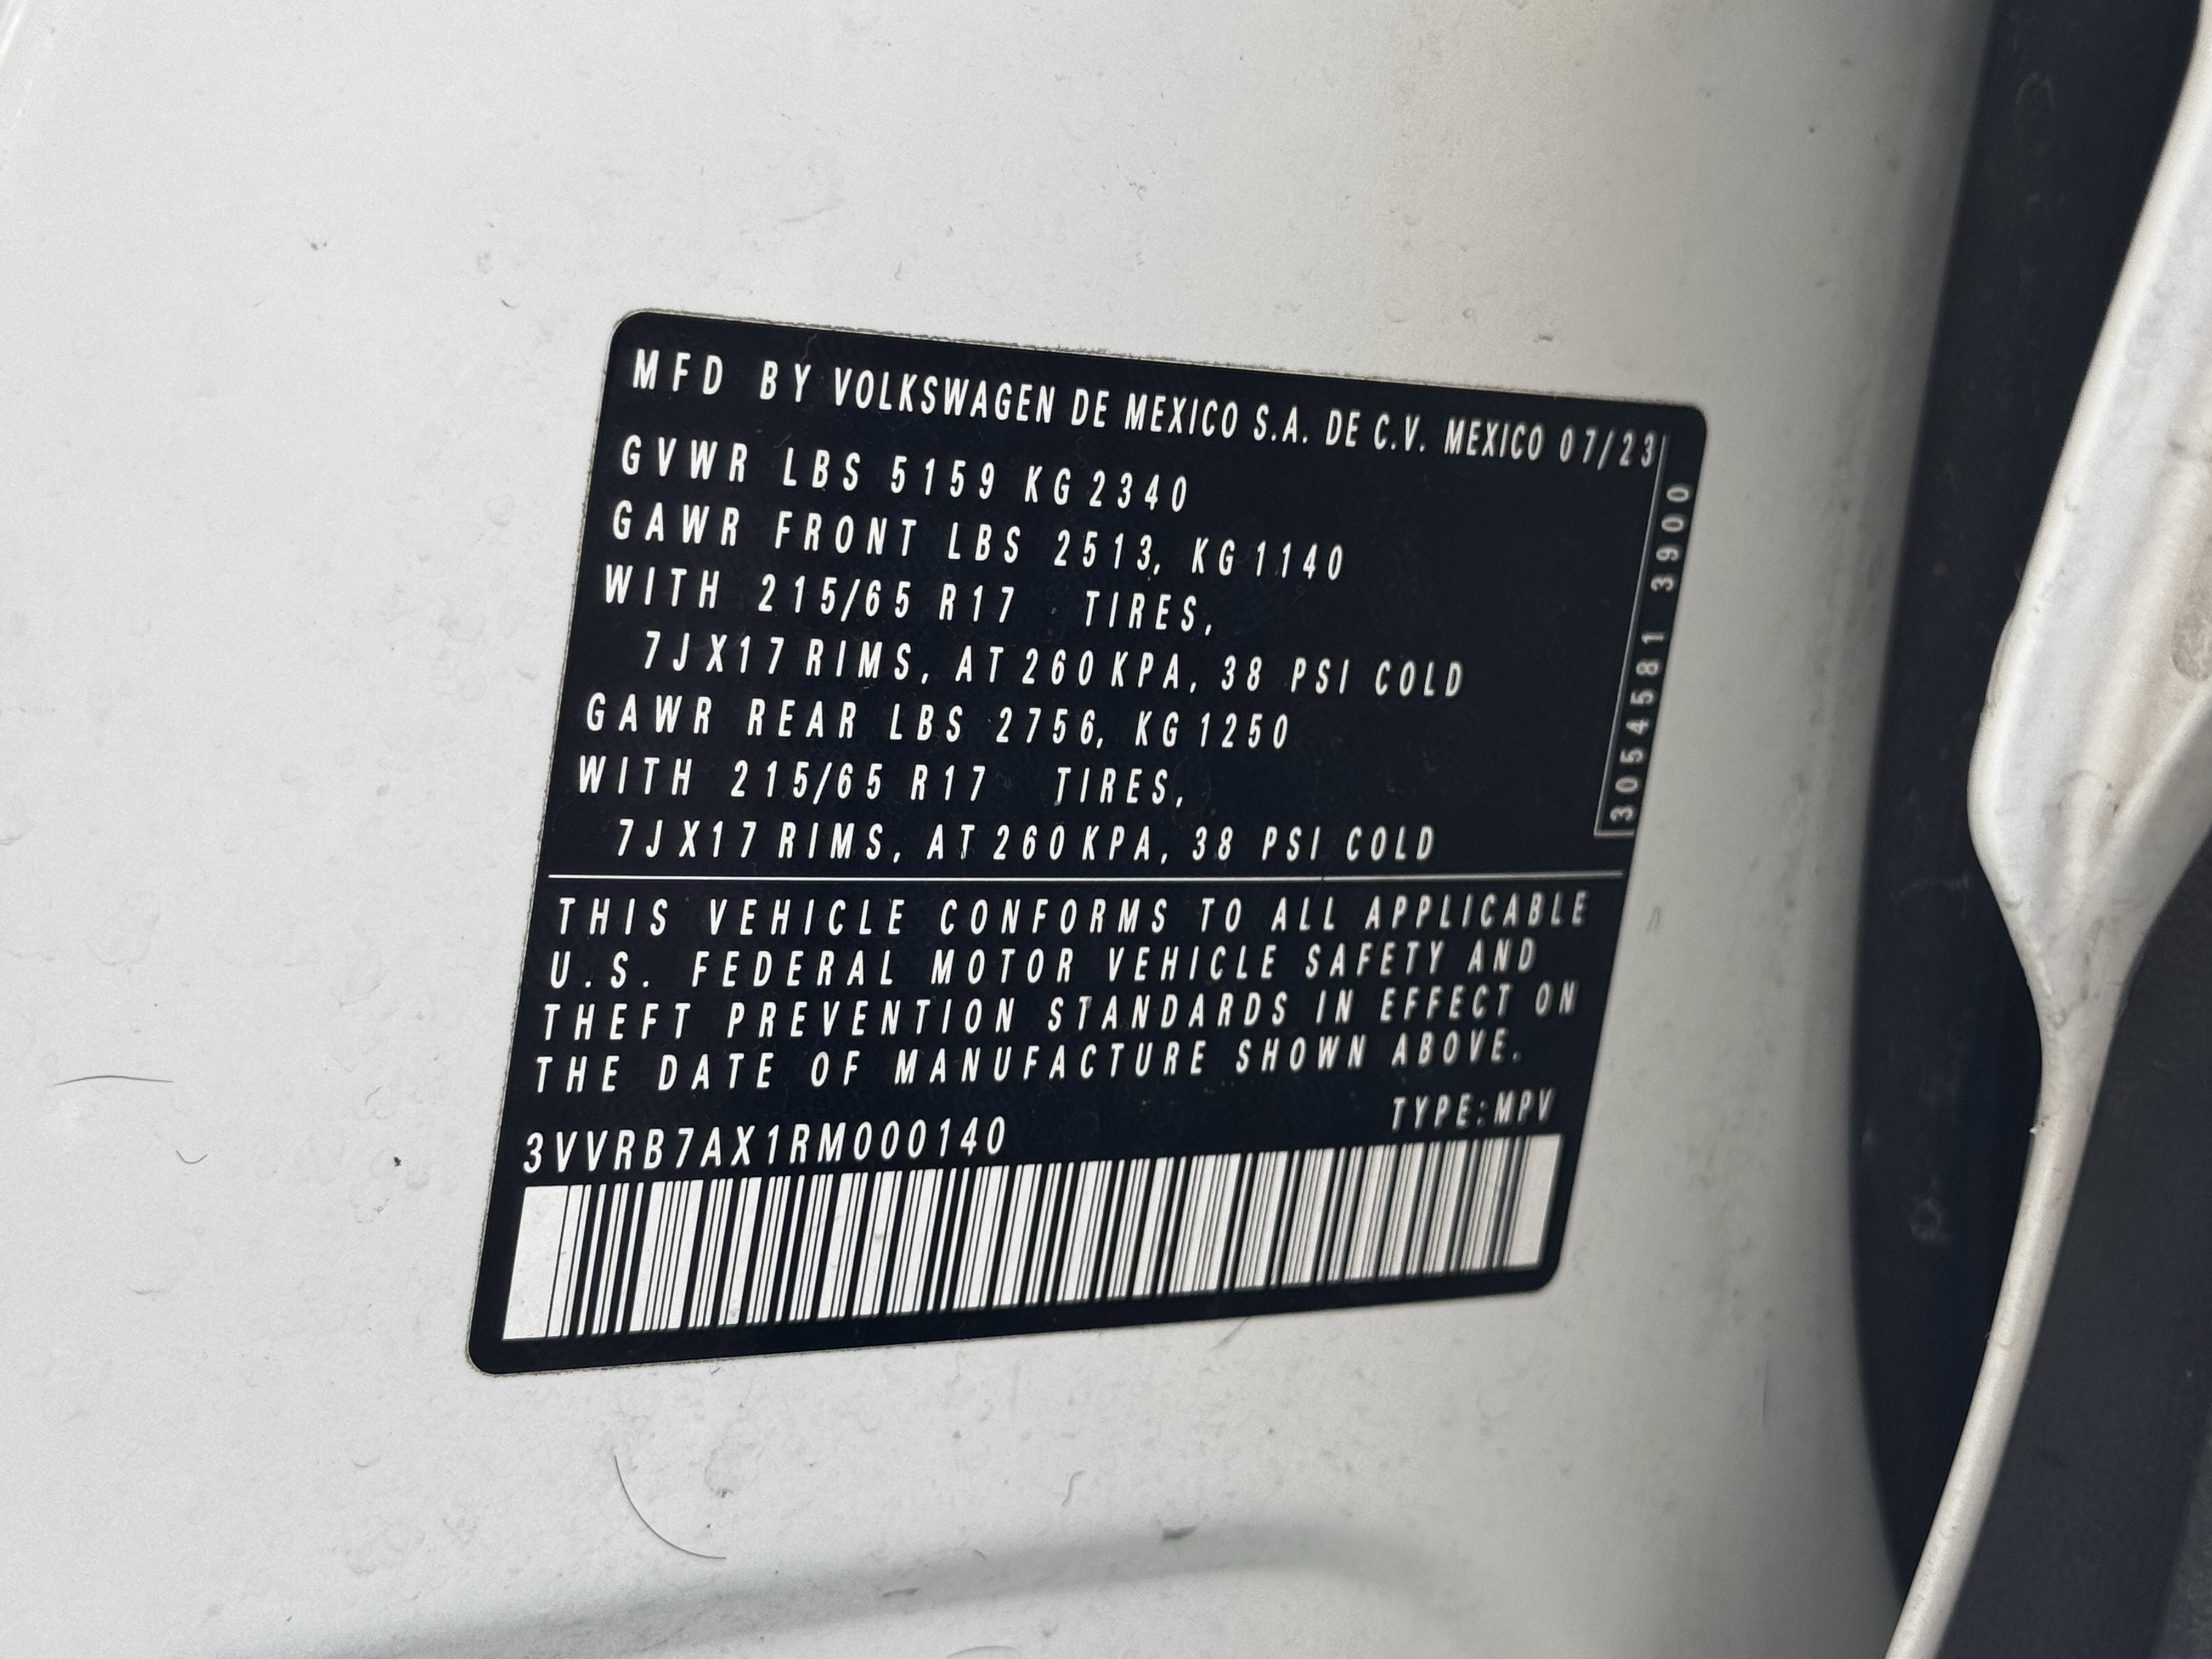 MFD BY VOLKSWAGEN DE MEXICO S.A. DE C.V. MEXICO 07/23
GVWR LBS 5159 KG 2340
GAWR FRONT LBS 2513, KG 1140
WITH 215/65 R17 TIRES,
7JX17 RIMS, AT 260 KPA, 38 PSI COLD
GAWR REAR LBS 2756, KG 1250
WITH 215/65 R17 TIRES,
7JX17 RIMS, AT 260 KPA, 38 PSI COLD
3054581 3900
THIS VEHICLE CONFORMS TO ALL APPLICABLE
U.S. FEDERAL MOTOR VEHICLE SAFETY AND
THEFT PREVENTION STANDARDS IN EFFECT ON
THE DATE OF MANUFACTURE SHOWN ABOVE.
TYPE:MPV
3VVRB7AX1RM000140